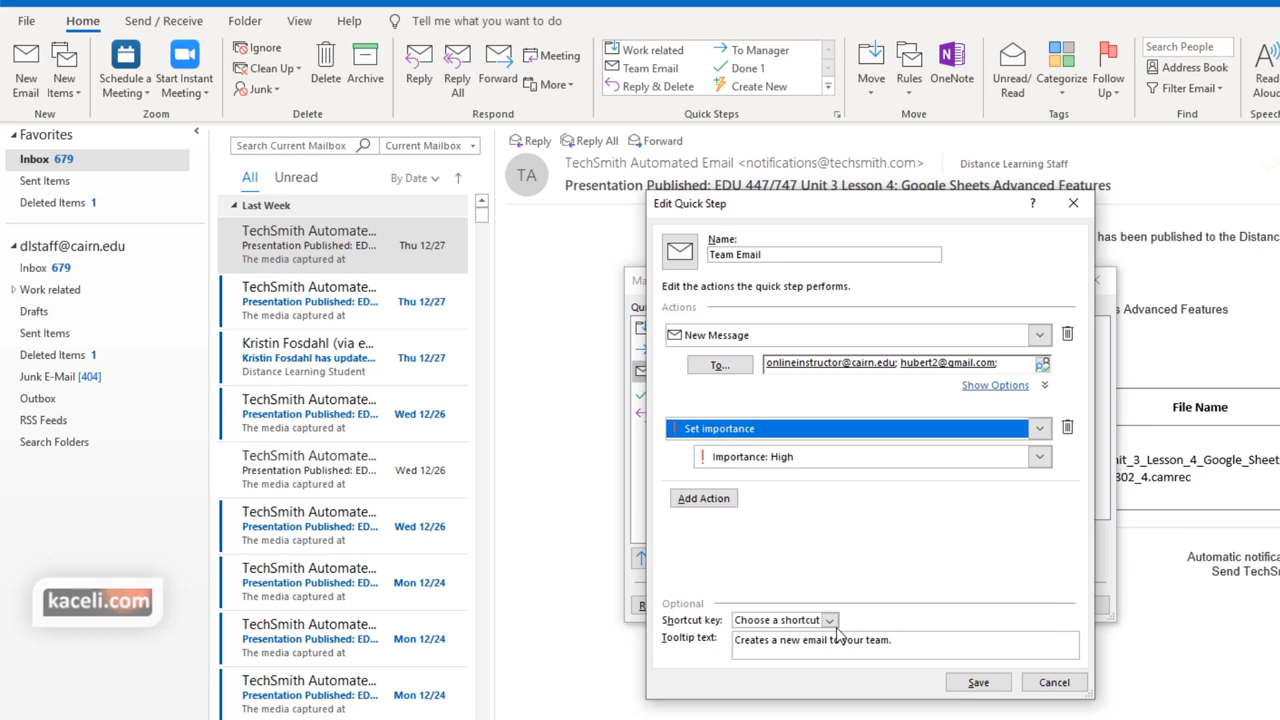 File Home Send / Receive Folder View Help Tell me what you want to do
New Email
New Items
Schedule a Meeting
Start Instant Meeting
Ignore
Clean Up
Junk
Delete
Archive
Reply
Reply All
Forward
Meeting
More
Work related
Team Email
Reply & Delete
To Manager
Done 1
Create New
Move
Rules
OneNote
Unread/ Read
Categorize
Follow Up
Search People
Address Book
Filter Email
Read Aloud
New Zoom Delete Respond Quick Steps Move Tags Find Speech
Favorites
Inbox 679
Sent Items
Deleted Items 1
dlstaff@cairn.edu
Inbox 679
Work related
Drafts
Sent Items
Deleted Items 1
Junk E-Mail [404]
Outbox
RSS Feeds
Search Folders
kaceli.com
Search Current Mailbox Current Mailbox
All Unread By Date
Last Week
TechSmith Automate...
Presentation Published: ED... Thu 12/27
The media captured at
TechSmith Automate...
Presentation Published: ED... Thu 12/27
The media captured at
Kristin Fosdahl (via e...
Kristin Fosdahl has update... Thu 12/27
Distance Learning Student
TechSmith Automate...
Presentation Published: ED... Wed 12/26
The media captured at
TechSmith Automate...
Presentation Published: ED... Wed 12/26
The media captured at
TechSmith Automate...
Presentation Published: ED... Wed 12/26
The media captured at
TechSmith Automate...
Presentation Published: ED... Mon 12/24
The media captured at
TechSmith Automate...
Presentation Published: ED... Mon 12/24
The media captured at
TechSmith Automate...
Presentation Published: ED... Mon 12/24
The media captured at
Reply Reply All Forward
TA
TechSmith Automated Email <notifications@techsmith.com> Distance Learning Staff
Presentation Published: EDU 447/747 Unit 3 Lesson 4: Google Sheets Advanced Features
has been published to the Distanc
s Advanced Features
File Name
nit_3_Lesson_4_Google_Sheets
302_4.camrec
Automatic notifica
Send TechSm
Edit Quick Step ?
Name:
Team Email
Edit the actions the quick step performs.
Actions
New Message
To... onlineinstructor@cairn.edu; hubert2@gmail.com;
Show Options
Set importance
Importance: High
Add Action
Optional
Shortcut key: Choose a shortcut
Tooltip text: Creates a new email to your team.
Save Cancel